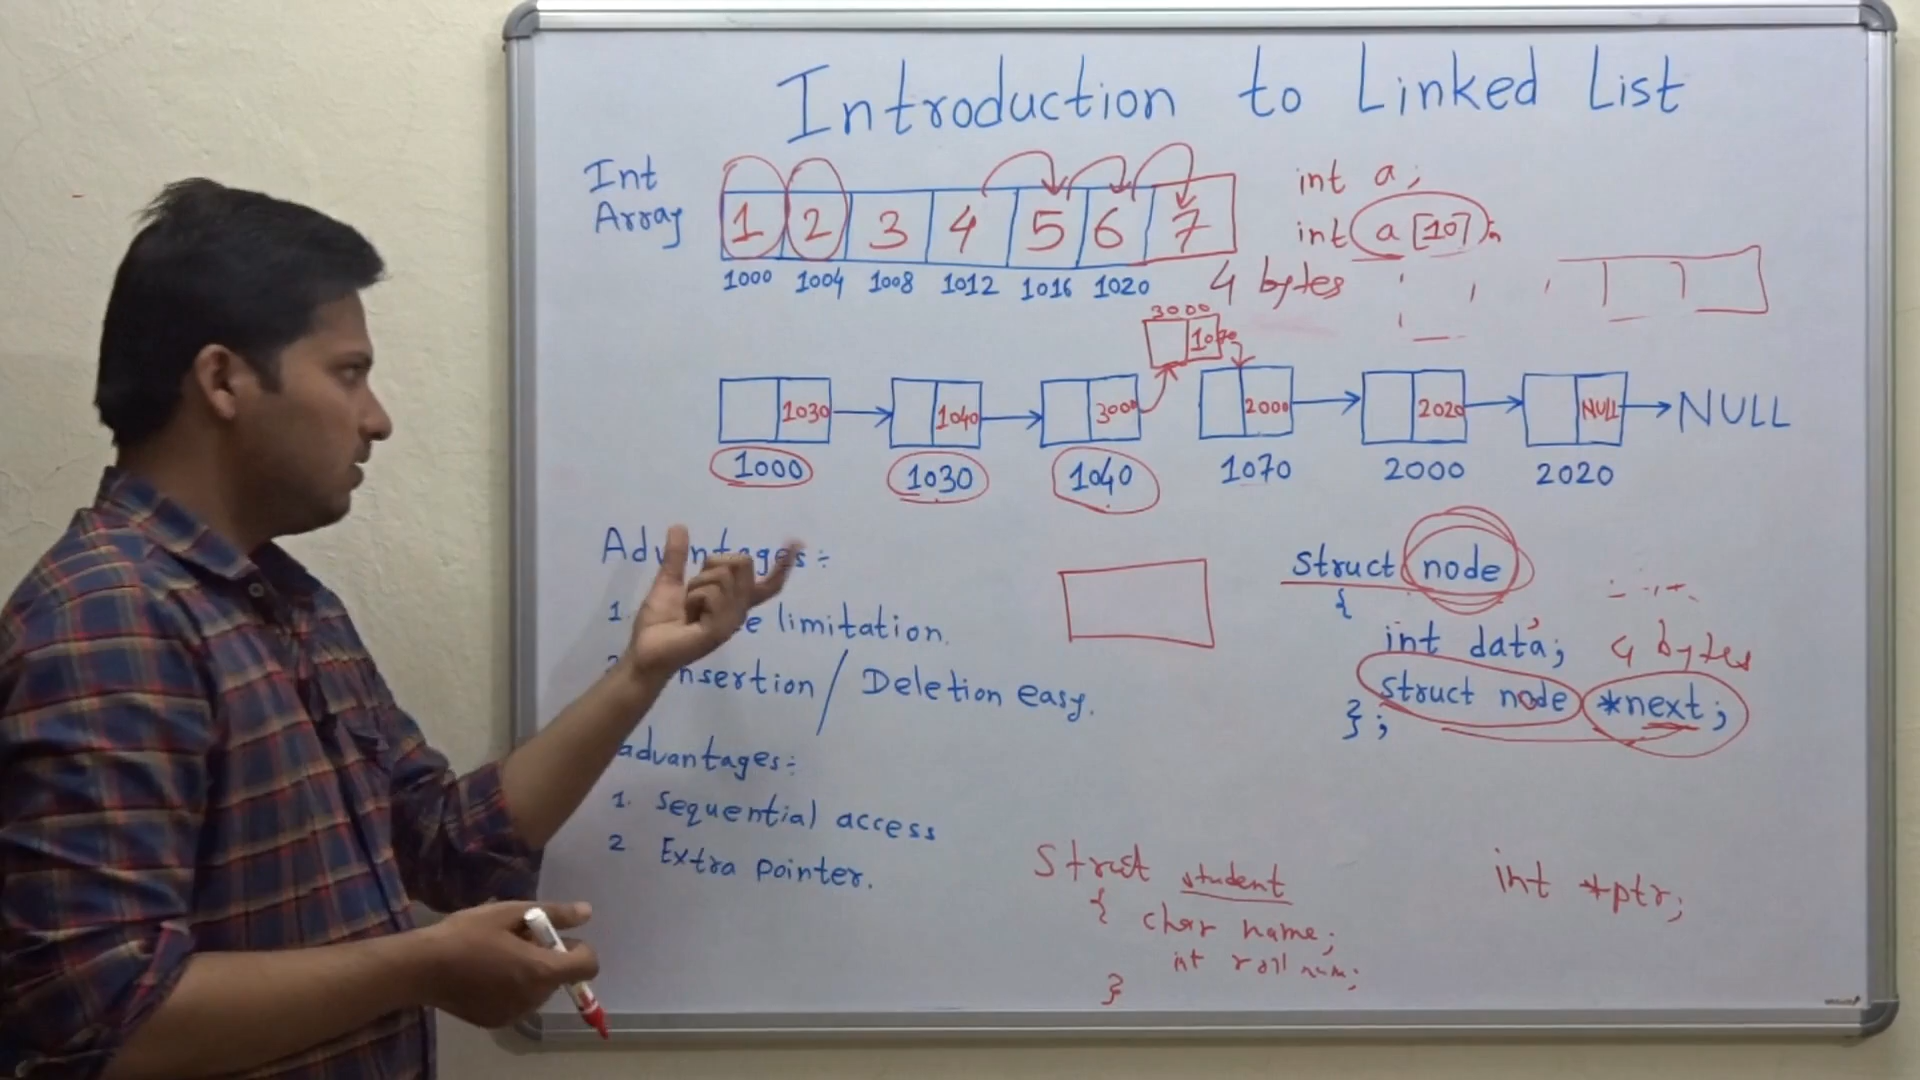 Introduction to Linked List
Int
Array
1 2 3 4 5 6 7
1000 1004 1008 1012 1016 1020
int a;
int a[10];
4 bytes
3000
1070
1030 1040 3000 2000 2020 NULL NULL
1000 1030 1040 1070 2000 2020
Advantages:-
1. limitation.
insertion / Deletion easy.
advantages:-
1. Sequential access
2 Extra pointer.
struct node
{
int data; 4 bytes
struct node *next;
};
Struct student
{ char name;
int roll num;
}
int *ptr;